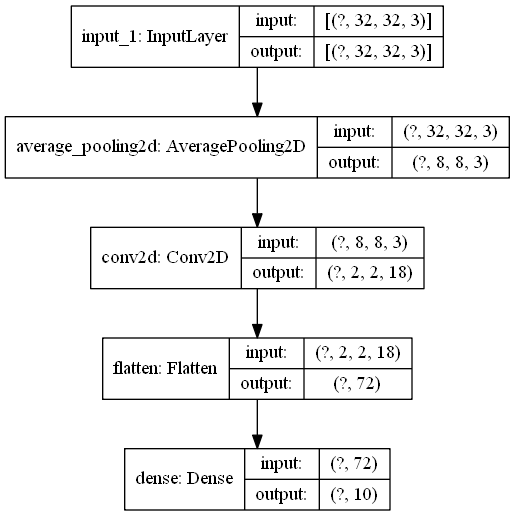 input_1: InputLayer
input:
[(?, 32, 32, 3)]
output:
[(?, 32, 32, 3)]
average_pooling2d: AveragePooling2D
input:
(?, 32, 32, 3)
output:
(?, 8, 8, 3)
conv2d: Conv2D
input:
(?, 8, 8, 3)
output:
(?, 2, 2, 18)
flatten: Flatten
input:
(?, 2, 2, 18)
output:
(?, 72)
dense: Dense
input:
(?, 72)
output:
(?, 10)